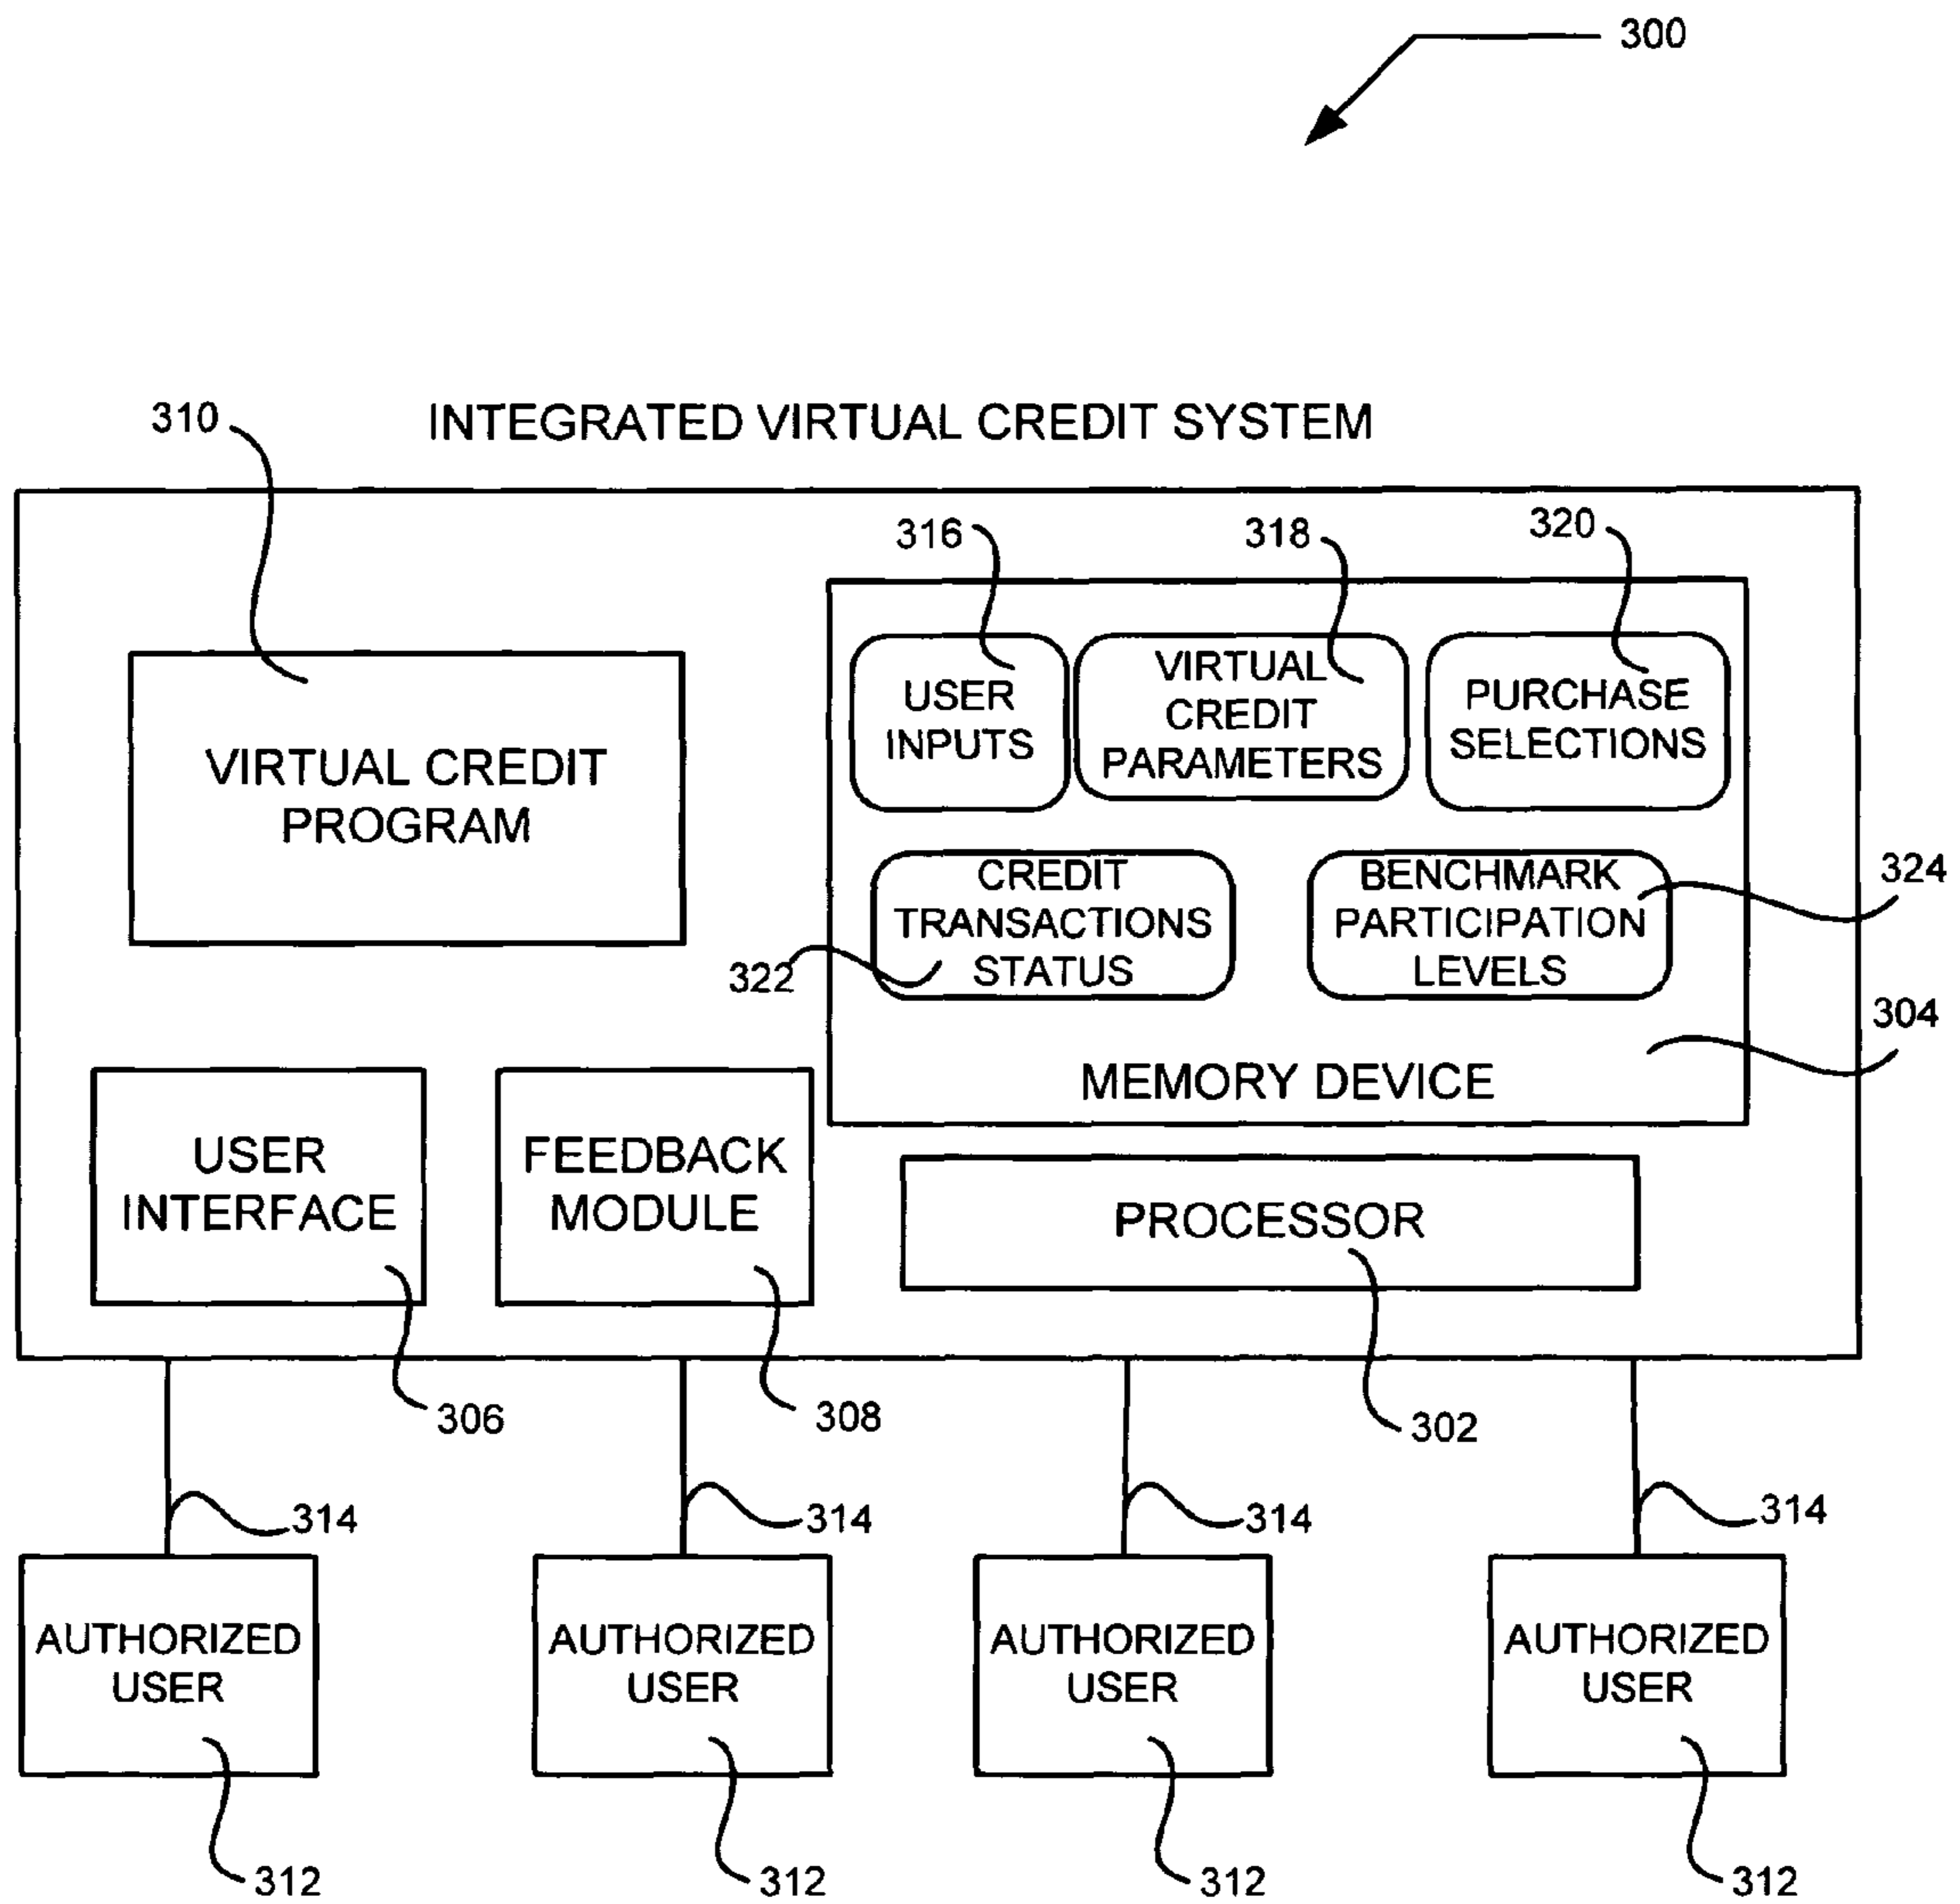 300
310
INTEGRATED VIRTUAL CREDIT SYSTEM
316
318
320
VIRTUAL CREDIT
PROGRAM
USER
INPUTS
VIRTUAL
CREDIT
PARAMETERS
PURCHASE
SELECTIONS
CREDIT
TRANSACTIONS
STATUS
322
BENCHMARK
PARTICIPATION
LEVELS
324
304
MEMORY DEVICE
USER
INTERFACE
FEEDBACK
MODULE
PROCESSOR
306
308
302
314
314
314
314
AUTHORIZED
USER
AUTHORIZED
USER
AUTHORIZED
USER
AUTHORIZED
USER
312
312
312
312